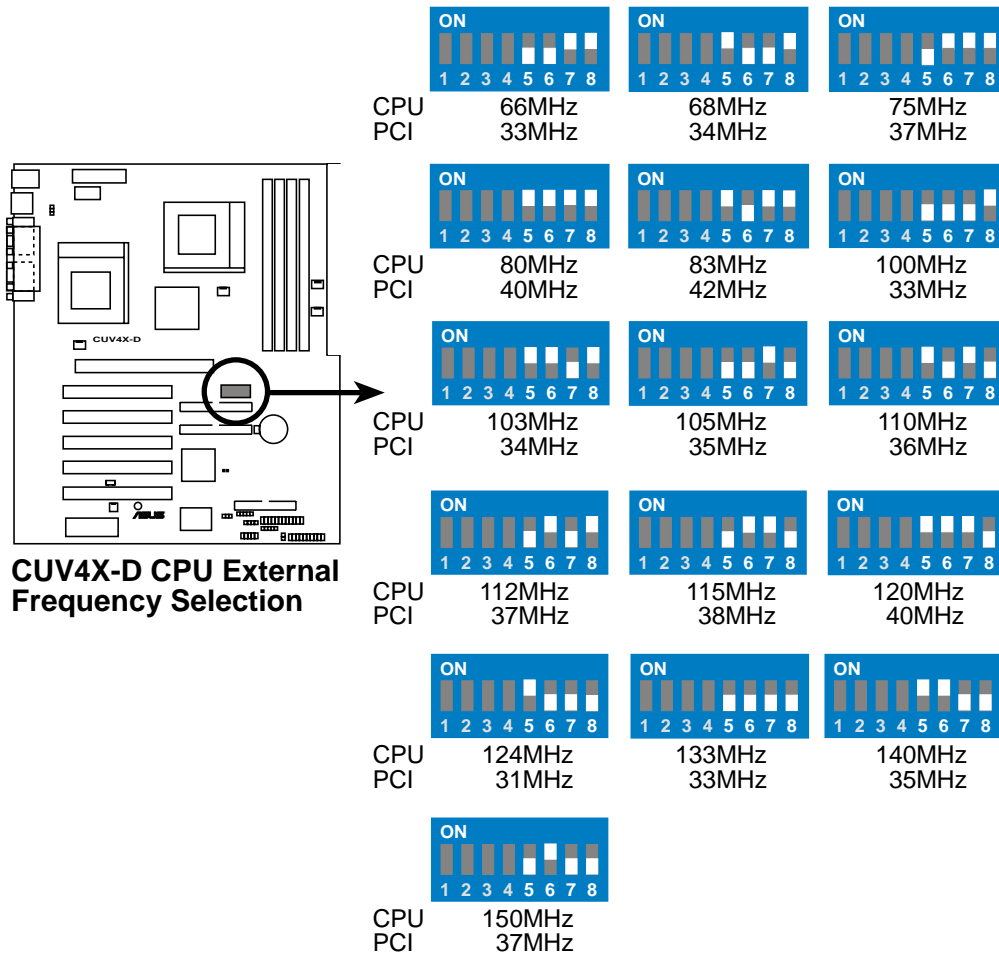 ON ON ON
1 2 3 4 5 6 7 8 1 2 3 4 5 6 7 8 1 2 3 4 5 6 7 8
CPU 66MHz 68MHz 75MHz
PCI 33MHz 34MHz 37MHz
ON ON ON
1 2 3 4 5 6 7 8 1 2 3 4 5 6 7 8 1 2 3 4 5 6 7 8
CPU 80MHz 83MHz 100MHz
PCI 40MHz 42MHz 33MHz
CUV4X-D
ON ON ON
1 2 3 4 5 6 7 8 1 2 3 4 5 6 7 8 1 2 3 4 5 6 7 8
CPU 103MHz 105MHz 110MHz
PCI 34MHz 35MHz 36MHz
ASUS
CUV4X-D CPU External
Frequency Selection
ON ON ON
1 2 3 4 5 6 7 8 1 2 3 4 5 6 7 8 1 2 3 4 5 6 7 8
CPU 112MHz 115MHz 120MHz
PCI 37MHz 38MHz 40MHz
ON ON ON
1 2 3 4 5 6 7 8 1 2 3 4 5 6 7 8 1 2 3 4 5 6 7 8
CPU 124MHz 133MHz 140MHz
PCI 31MHz 33MHz 35MHz
ON
1 2 3 4 5 6 7 8
CPU 150MHz
PCI 37MHz